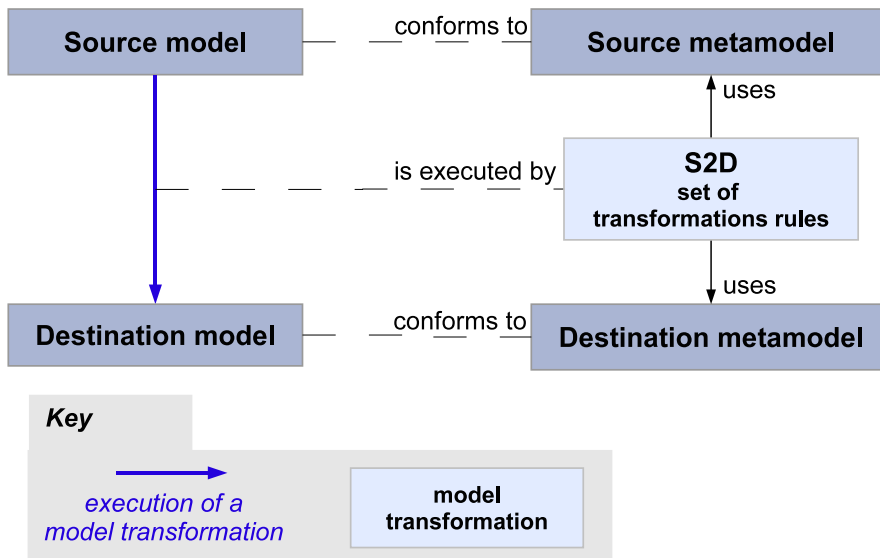 Source model
conforms to
Source metamodel
uses
is executed by
S2D
set of
transformations rules
uses
Destination model
conforms to
Destination metamodel
Key
execution of a
model transformation
model
transformation